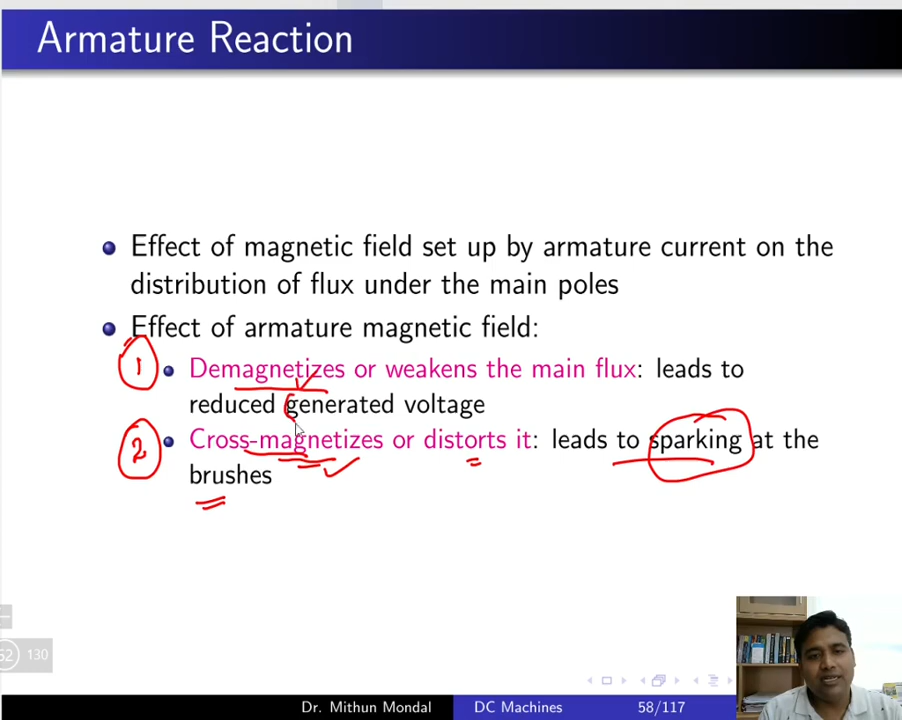 Armature Reaction
Effect of magnetic field set up by armature current on the
distribution of flux under the main poles
Effect of armature magnetic field:
1 Demagnetizes or weakens the main flux: leads to
reduced generated voltage
2 Cross-magnetizes or distorts it: leads to sparking at the
brushes
52 130
Dr. Mithun Mondal DC Machines 58/117